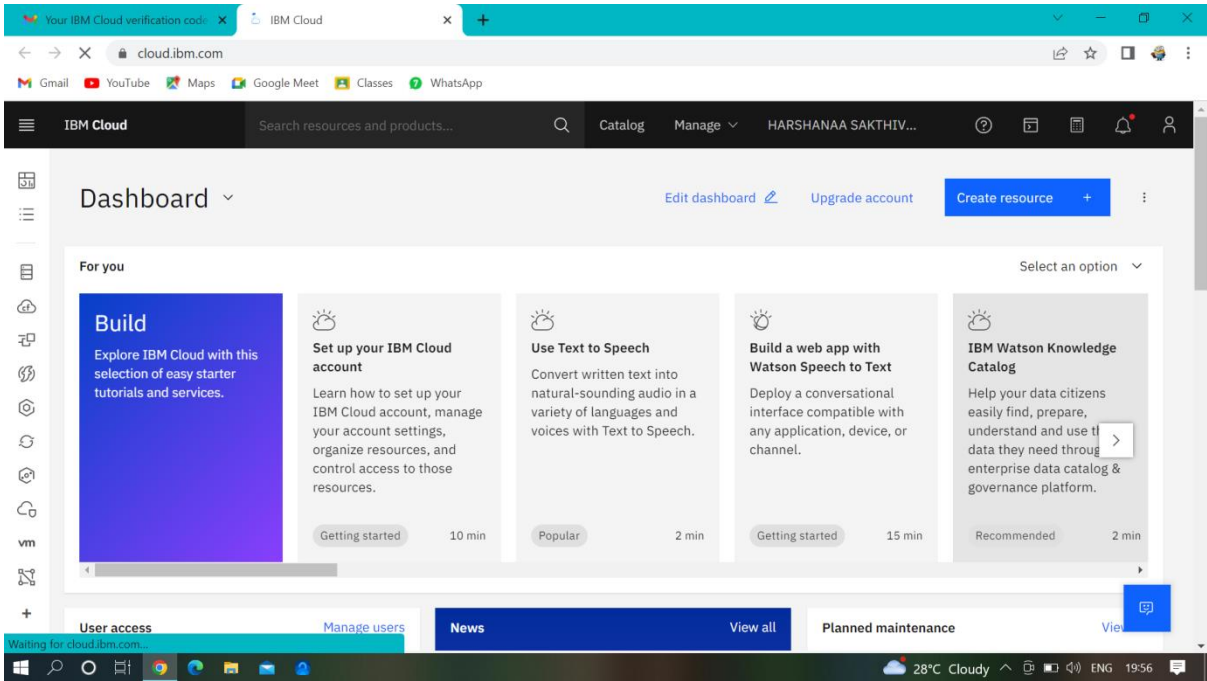 Your IBM Cloud verification code
IBM Cloud
cloud.ibm.com
Gmail
YouTube
Maps
Google Meet
Classes
WhatsApp
IBM Cloud
Search resources and products...
Catalog
Manage
HARSHANAA SAKTHIV...
Dashboard
Edit dashboard
Upgrade account
Create resource +
For you
Select an option
Build
Explore IBM Cloud with this
selection of easy starter
tutorials and services.
Set up your IBM Cloud
account
Learn how to set up your
IBM Cloud account, manage
your account settings,
organize resources, and
control access to those
resources.
Getting started
10 min
Use Text to Speech
Convert written text into
natural-sounding audio in a
variety of languages and
voices with Text to Speech.
Popular
2 min
Build a web app with
Watson Speech to Text
Deploy a conversational
interface compatible with
any application, device, or
channel.
Getting started
15 min
IBM Watson Knowledge
Catalog
Help your data citizens
easily find, prepare,
understand and use
data they need
enterprise data catalog &
governance platform.
Recommended
2 min
vm
User access
Manage users
News
View all
Planned maintenance
Waiting for cloud.ibm.com...
28°C Cloudy
ENG
19:56